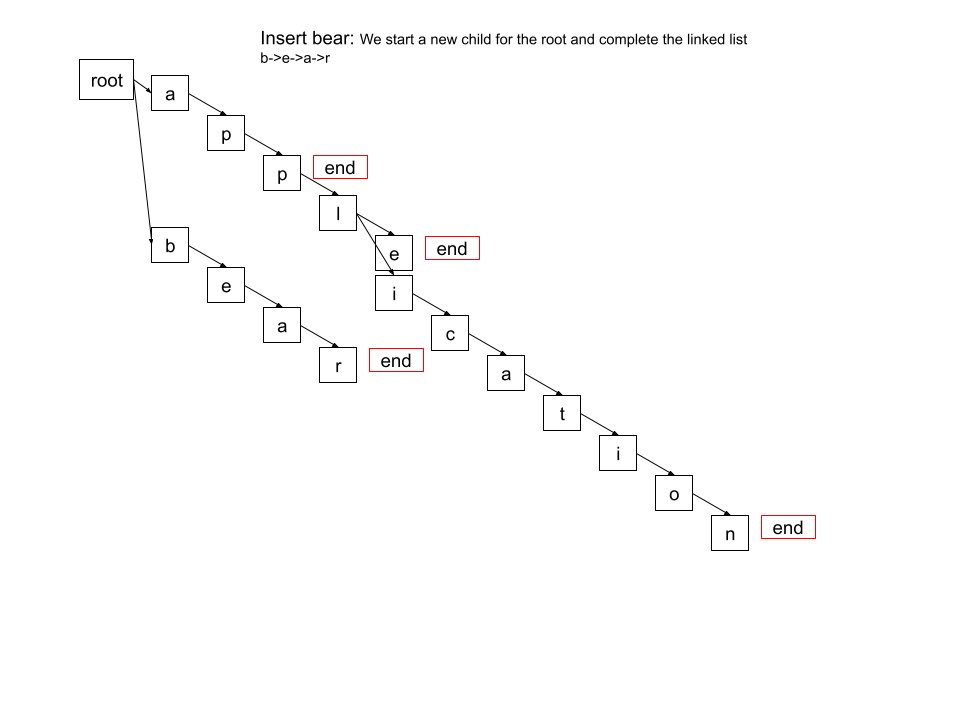 Insert bear: We start a new child for the root and complete the linked list
b->e->a->r
root
a
p
p
end
l
b
e
end
e
i
a
c
r
end
a
t
i
o
n
end